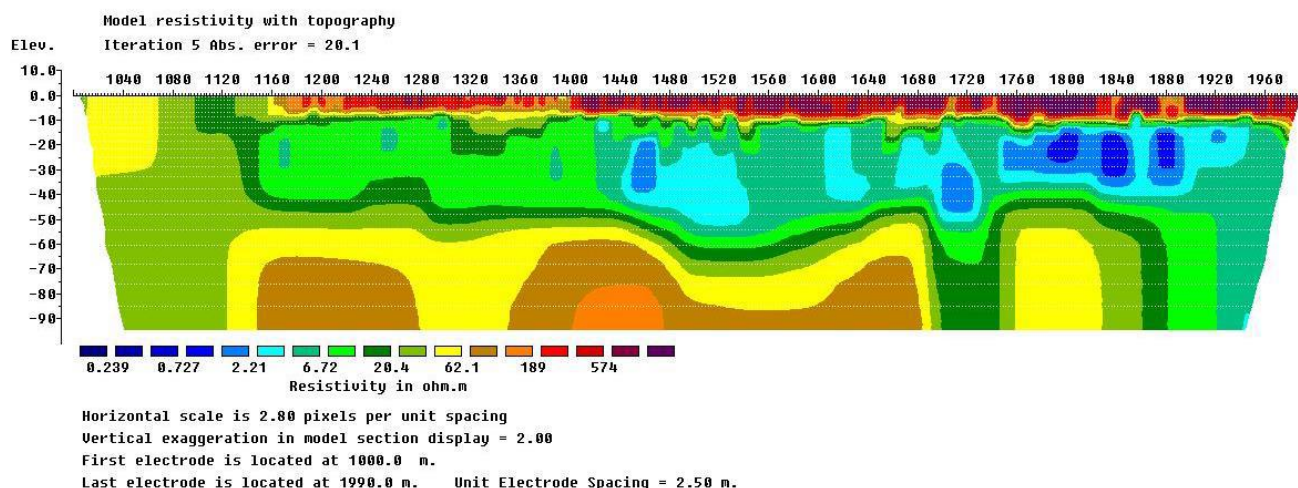 Model resistivity with topography
Elev. Iteration 5 Abs. error = 20.1
10.0
1040 1080 1120 1160 1200 1240 1280 1320 1360 1400 1440 1480 1520 1560 1600 1640 1680 1720 1760 1800 1840 1880 1920 1960
0.0
-10
-20
-30
-40
-50
-60
-70
-80
-90
0.239 0.727 2.21 6.72 20.4 62.1 189 574
Resistivity in ohm.m
Horizontal scale is 2.80 pixels per unit spacing
Vertical exaggeration in model section display = 2.00
First electrode is located at 1000.0 m.
Last electrode is located at 1990.0 m. Unit Electrode Spacing = 2.50 m.